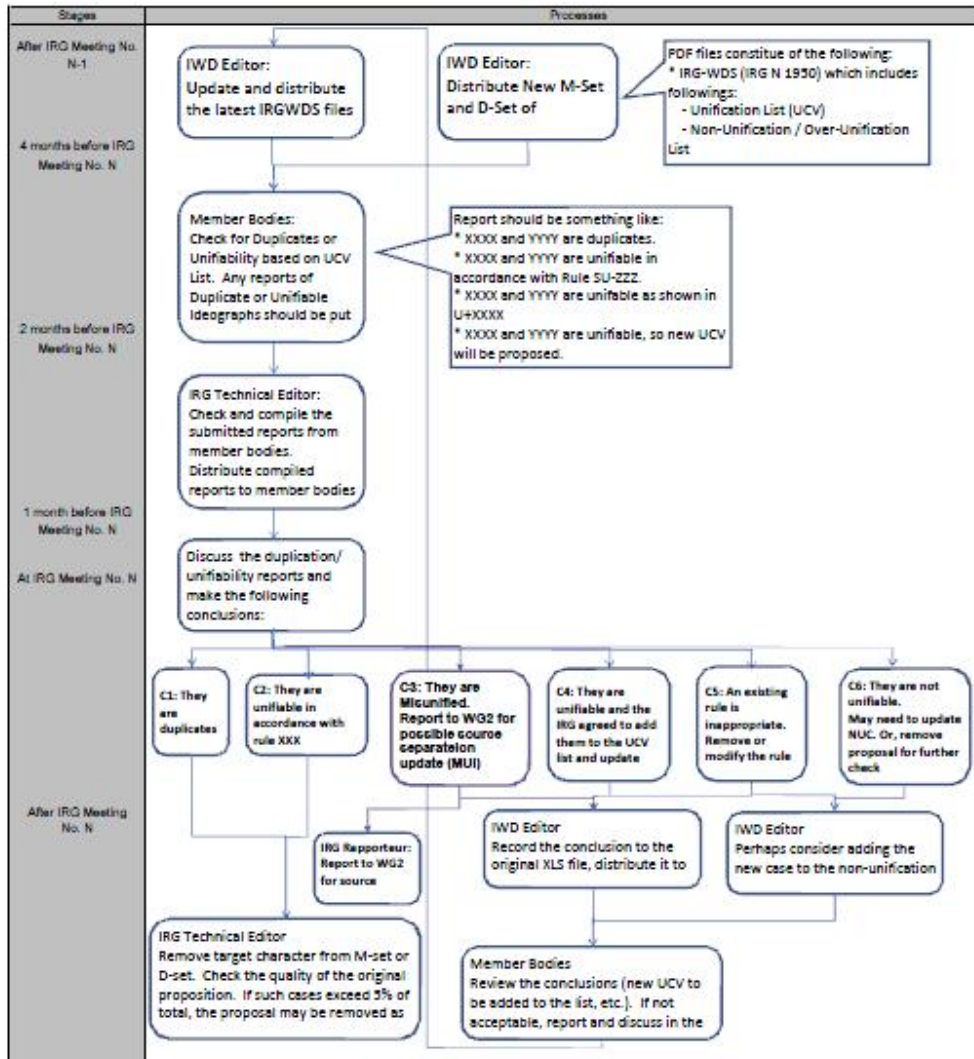 Stages
Processes
After IRG Meeting No.
N-1
IWD Editor:
Update and distribute
the latest IRGWDS files
IWD Editor:
Distribute New M-Set
and D-Set of
PDF files constitue of the following:
* IRG-WDS (IRG N 1950) which includes
followings:
- Unification List (UCV)
- Non-Unification / Over-Unification
List
4 months before IRG
Meeting No. N
Member Bodies:
Check for Duplicates or
Unifiability based on UCV
List. Any reports of
Duplicate or Unifiable
Ideographs should be put
Report should be something like:
* XXXX and YYYY are duplicates.
* XXXX and YYYY are unifiable in
accordance with Rule SU-ZZZ.
* XXXX and YYYY are unifable as shown in
U+XXXX
* XXXX and YYYY are unifiable, so new UCV
will be proposed.
2 months before IRG
Meeting No. N
IRG Technical Editor:
Check and compile the
submitted reports from
member bodies.
Distribute compiled
reports to member bodies
1 month before IRG
Meeting No. N
At IRG Meeting No. N
Discuss the duplication/
unifiability reports and
make the following
conclusions:
C1: They
are
duplicates
C2: They are
unifiable in
accordance with
rule XXX
C3: They are
Misunified.
Report to WG2 for
possible source
separateion
update (MUI)
C4: They are
unifiable and the
IRG agreed to add
them to the UCV
list and update
C5: An existing
rule is
inappropriate.
Remove or
modify the rule
C6: They are not
unifiable.
May need to update
NUC. Or, remove
proposal for further
check
After IRG Meeting
No. N
IRG Rapporteur:
Report to WG2
for source
IWD Editor
Record the conclusion to the
original XLS file, distribute it to
IWD Editor
Perhaps consider adding the
new case to the non-unification
IRG Technical Editor
Remove target character from M-set or
D-set. Check the quality of the original
proposition. If such cases exceed 5% of
total, the proposal may be removed as
Member Bodies
Review the conclusions (new UCV to
be added to the list, etc.). If not
acceptable, report and discuss in the